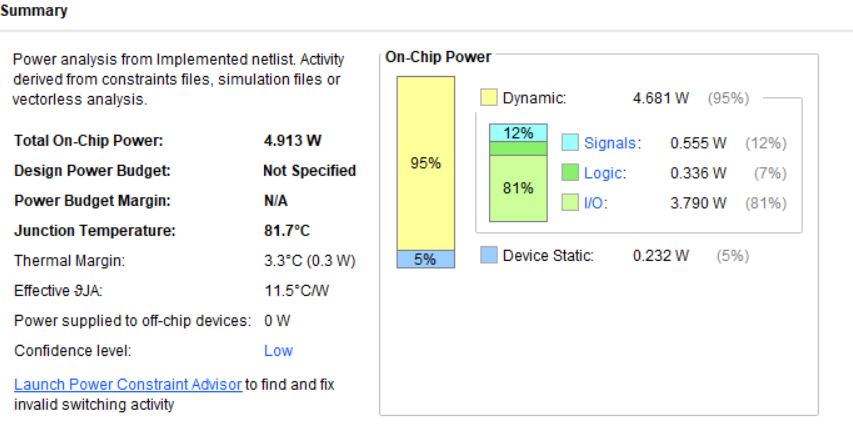 Summary
Power analysis from Implemented netlist. Activity
derived from constraints files, simulation files or
vectorless analysis.
Total On-Chip Power: 4.913 W
Design Power Budget: Not Specified
Power Budget Margin: N/A
Junction Temperature: 81.7°C
Thermal Margin: 3.3°C (0.3 W)
Effective ϑJA: 11.5°C/W
Power supplied to off-chip devices: 0 W
Confidence level: Low
Launch Power Constraint Advisor to find and fix
invalid switching activity
On-Chip Power
95%
5%
Dynamic: 4.681 W (95%)
12%
81%
Signals: 0.555 W (12%)
Logic: 0.336 W (7%)
I/O: 3.790 W (81%)
Device Static: 0.232 W (5%)